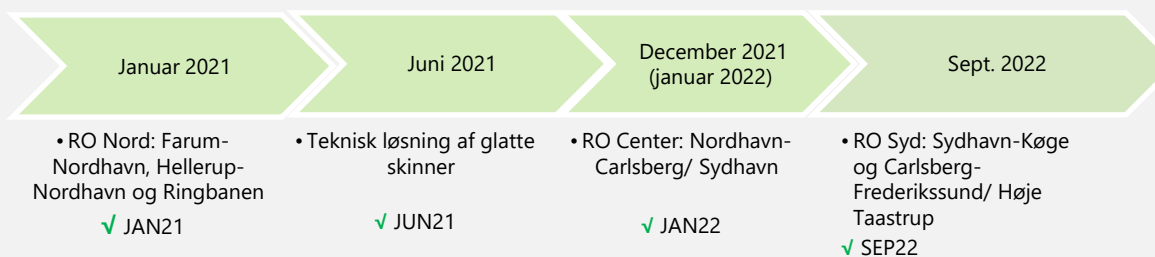 Januar 2021
Juni 2021
December 2021
(januar 2022)
Sept. 2022
• RO Nord: Farum-
Nordhavn, Hellerup-
Nordhavn og Ringbanen
√ JAN21
• Teknisk løsning af glatte
skinner
√ JUN21
• RO Center: Nordhavn-
Carlsberg/ Sydhavn
√ JAN22
• RO Syd: Sydhavn-Køge
og Carlsberg-
Frederikssund/ Høje
Taastrup
√ SEP22